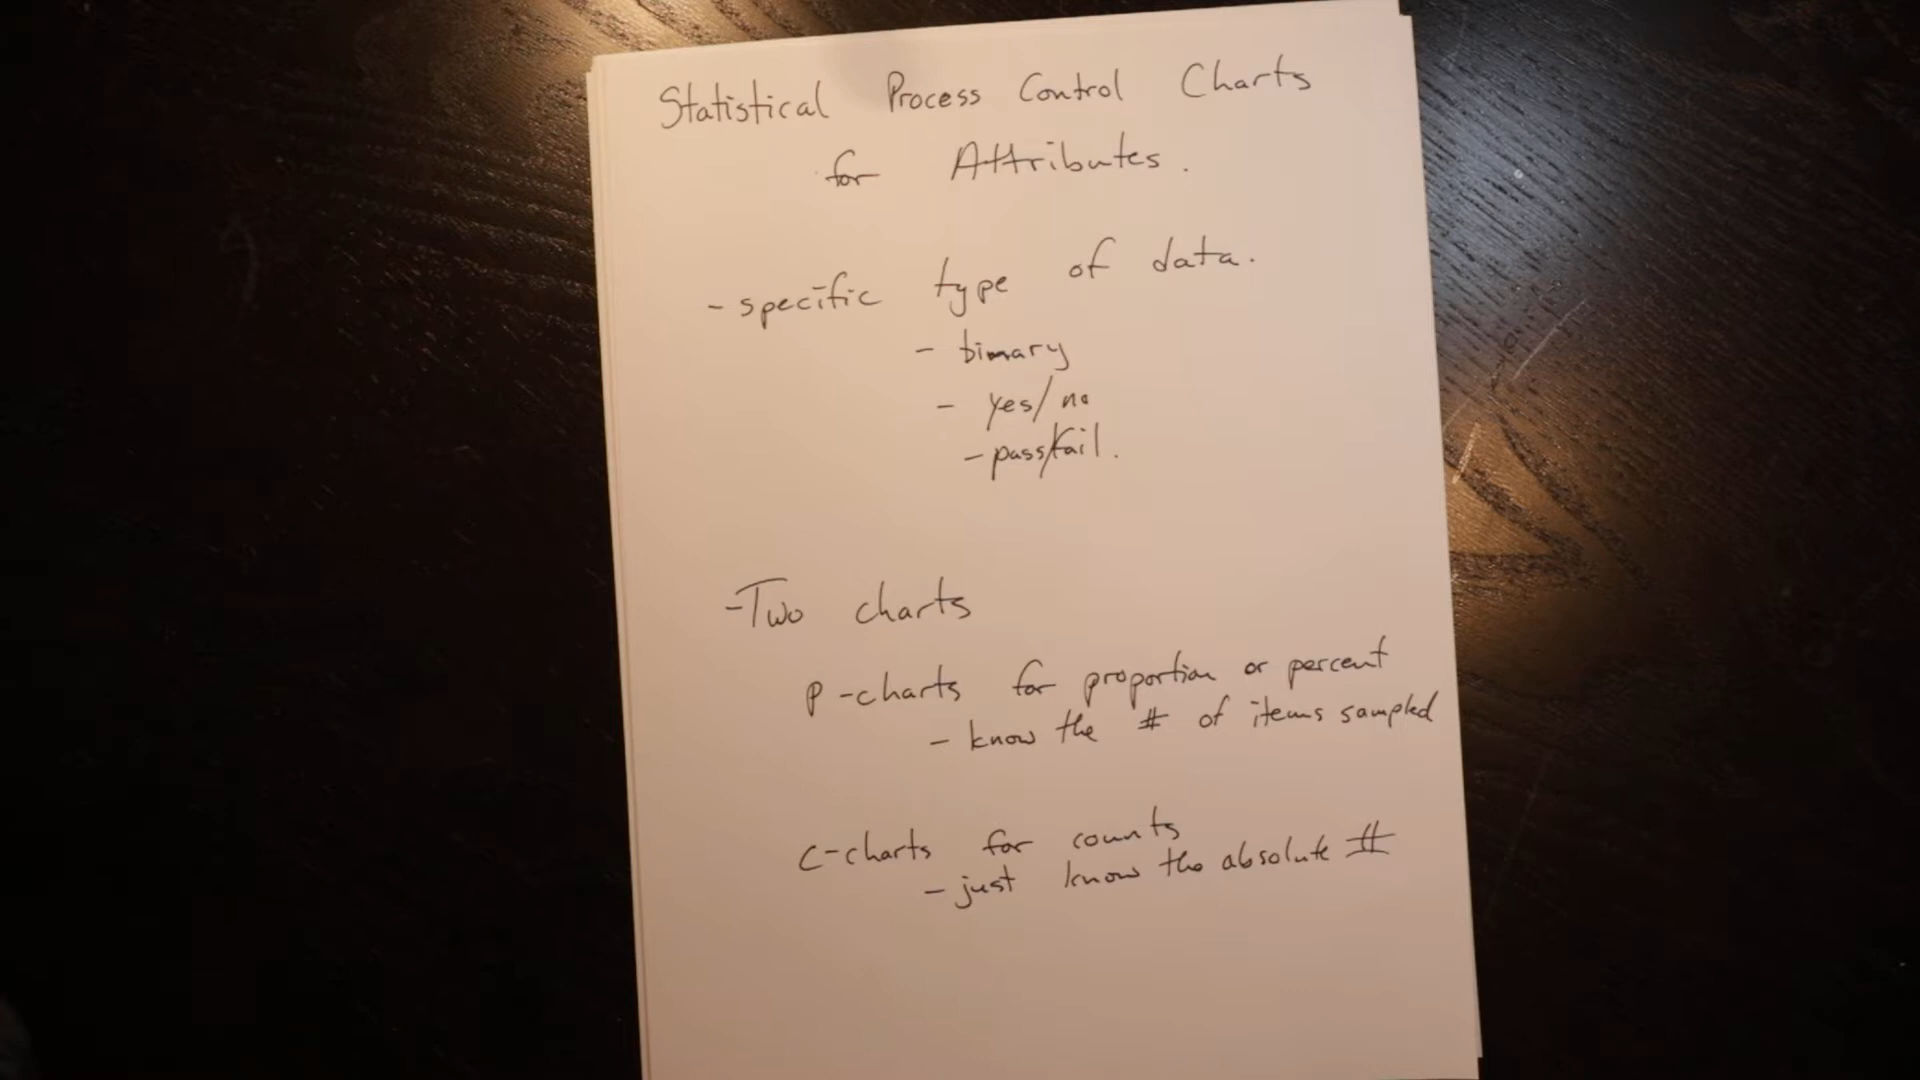 Statistical Process Control Charts
for Attributes.
- specific type of data.
- binary
- yes/no
- pass/fail.
- Two charts
P-charts for proportion or percent
- know the # of items sampled
C-charts for counts
- just know the absolute #